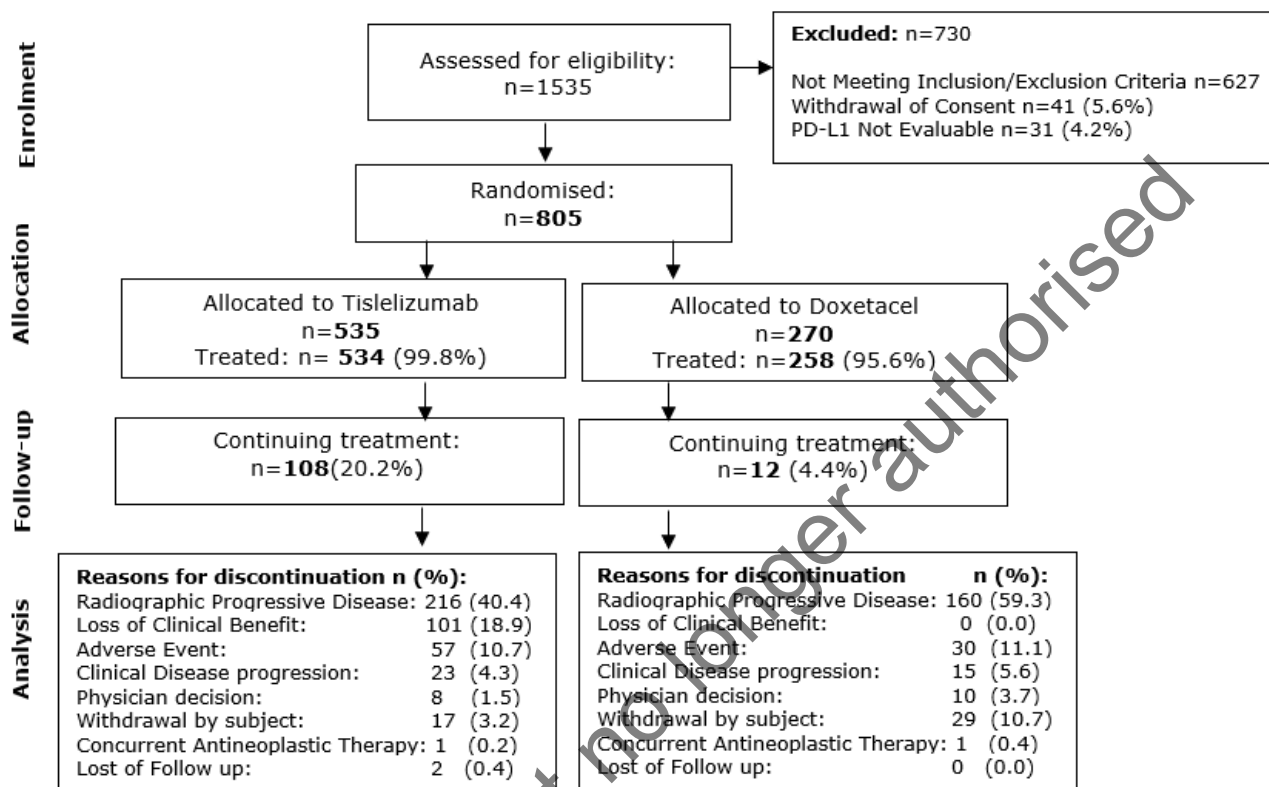 Enrolment
Assessed for eligibility:
n=1535
Excluded: n=730
Not Meeting Inclusion/Exclusion Criteria n=627
Withdrawal of Consent n=41 (5.6%)
PD-L1 Not Evaluable n=31 (4.2%)
Randomised:
n=805
Allocation
Allocated to Tislelizumab
n=535
Treated: n= 534 (99.8%)
Allocated to Doxetacel
n=270
Treated: n=258 (95.6%)
Follow-up
Continuing treatment:
n=108(20.2%)
Continuing treatment:
n=12 (4.4%)
Analysis
Reasons for discontinuation n (%):
Radiographic Progressive Disease: 216 (40.4)
Loss of Clinical Benefit: 101 (18.9)
Adverse Event: 57 (10.7)
Clinical Disease progression: 23 (4.3)
Physician decision: 8 (1.5)
Withdrawal by subject: 17 (3.2)
Concurrent Antineoplastic Therapy: 1 (0.2)
Lost of Follow up: 2 (0.4)
Reasons for discontinuation n (%):
Radiographic Progressive Disease: 160 (59.3)
Loss of Clinical Benefit: 0 (0.0)
Adverse Event: 30 (11.1)
Clinical Disease progression: 15 (5.6)
Physician decision: 10 (3.7)
Withdrawal by subject: 29 (10.7)
Concurrent Antineoplastic Therapy: 1 (0.4)
Lost of Follow up: 0 (0.0)
no longer authorised